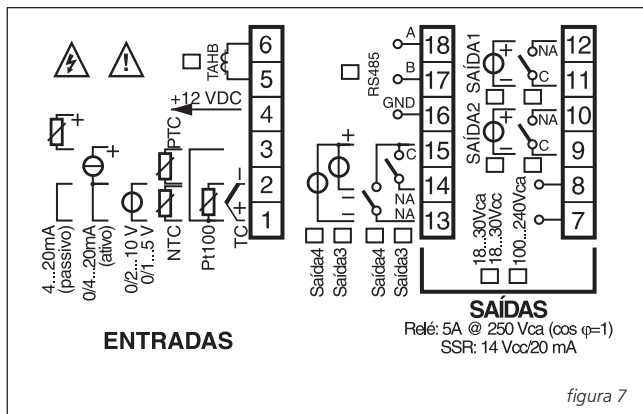 6
5
4
3
2
1
TAHB
+12 VDC
PTC
NTC
Pt100
TC
–
+
+
+
4...20mA
(passivo)
0/4...20mA
(ativo)
0/2...10 V
0/1...5 V
ENTRADAS
A
B
GND
RS485
18
17
16
15
14
13
C
NA
NA
+
–
–
Saída4
Saída3
Saída4
Saída3
SAÍDA1
+
–
NA
C
SAÍDA2
+
–
NA
C
12
11
10
9
8
7
18...30Vca
18...30Vcc
100...240Vca
SAÍDAS
Relé: 5A @ 250 Vca (cos φ=1)
SSR: 14 Vcc/20 mA
figura 7